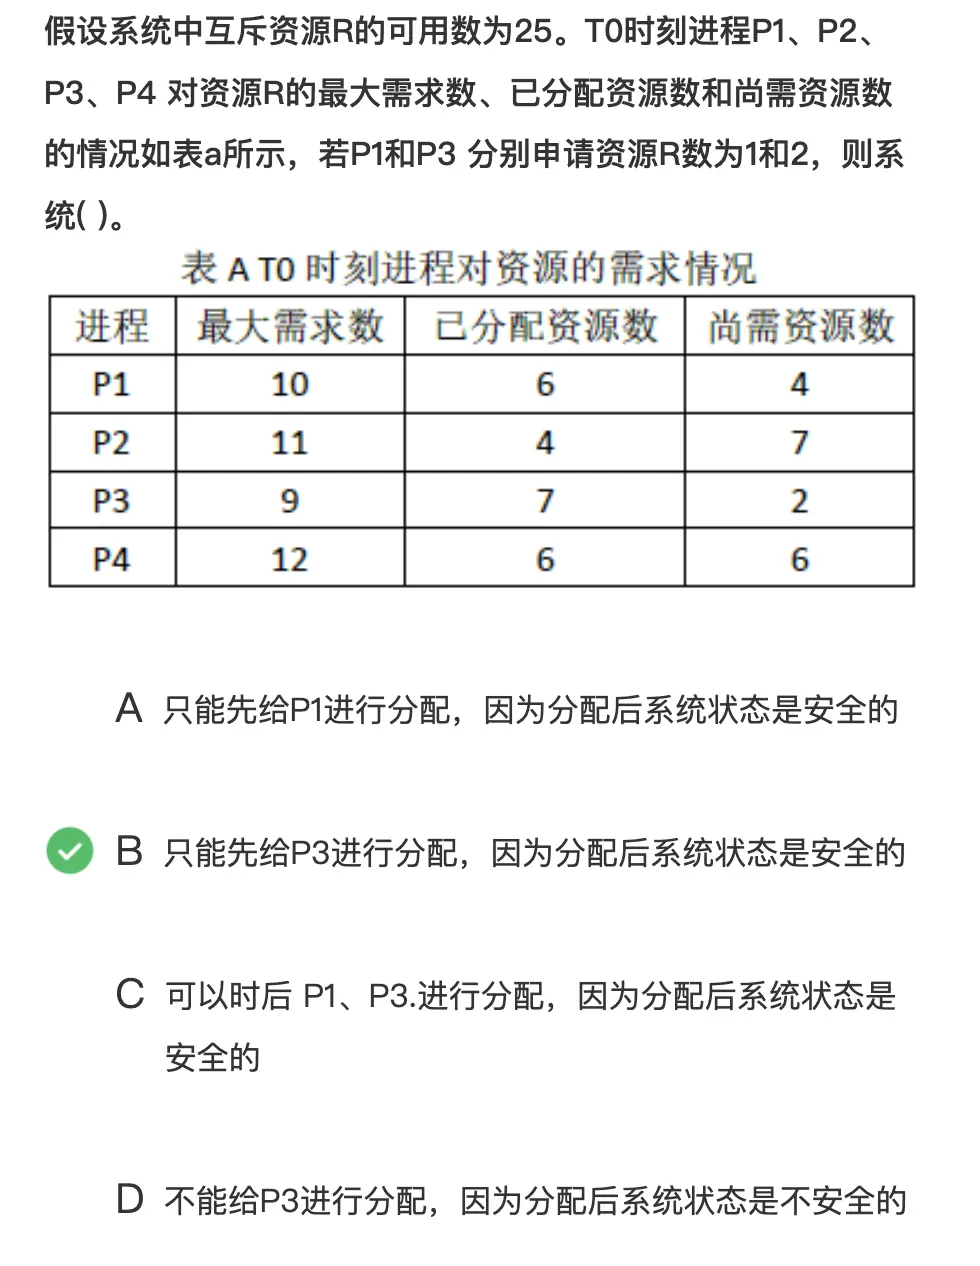 假设系统中互斥资源R的可用数为25。T0时刻进程P1、P2、
P3、P4 对资源R的最大需求数、已分配资源数和尚需资源数
的情况如表a所示，若P1和P3 分别申请资源R数为1和2，则系
统( )。
表 A T0 时刻进程对资源的需求情况
进程 最大需求数 已分配资源数 尚需资源数
P1 10 6 4
P2 11 4 7
P3 9 7 2
P4 12 6 6
A 只能先给P1进行分配，因为分配后系统状态是安全的
B 只能先给P3进行分配，因为分配后系统状态是安全的
C 可以时后 P1、P3.进行分配，因为分配后系统状态是
安全的
D 不能给P3进行分配，因为分配后系统状态是不安全的